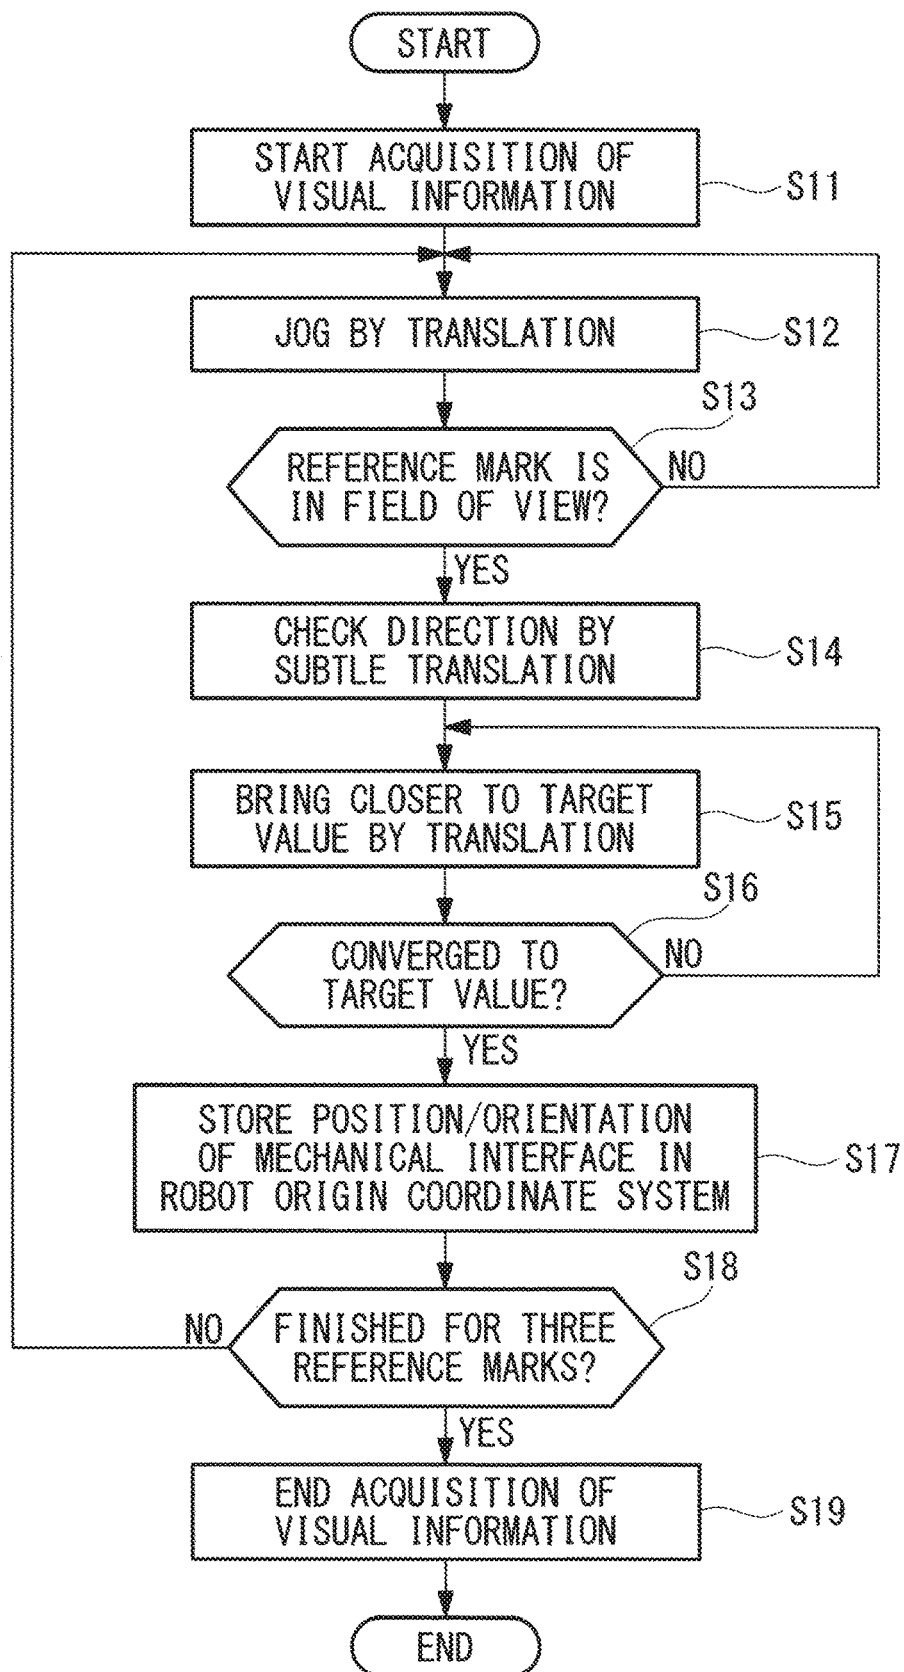 START
START ACQUISITION OF
VISUAL INFORMATION
S11
JOG BY TRANSLATION
S12
S13
REFERENCE MARK IS
IN FIELD OF VIEW?
NO
YES
CHECK DIRECTION BY
SUBTLE TRANSLATION
S14
BRING CLOSER TO TARGET
VALUE BY TRANSLATION
S15
S16
CONVERGED TO
TARGET VALUE?
NO
YES
STORE POSITION/ORIENTATION
OF MECHANICAL INTERFACE IN
ROBOT ORIGIN COORDINATE SYSTEM
S17
S18
NO
FINISHED FOR THREE
REFERENCE MARKS?
YES
END ACQUISITION OF
VISUAL INFORMATION
S19
END